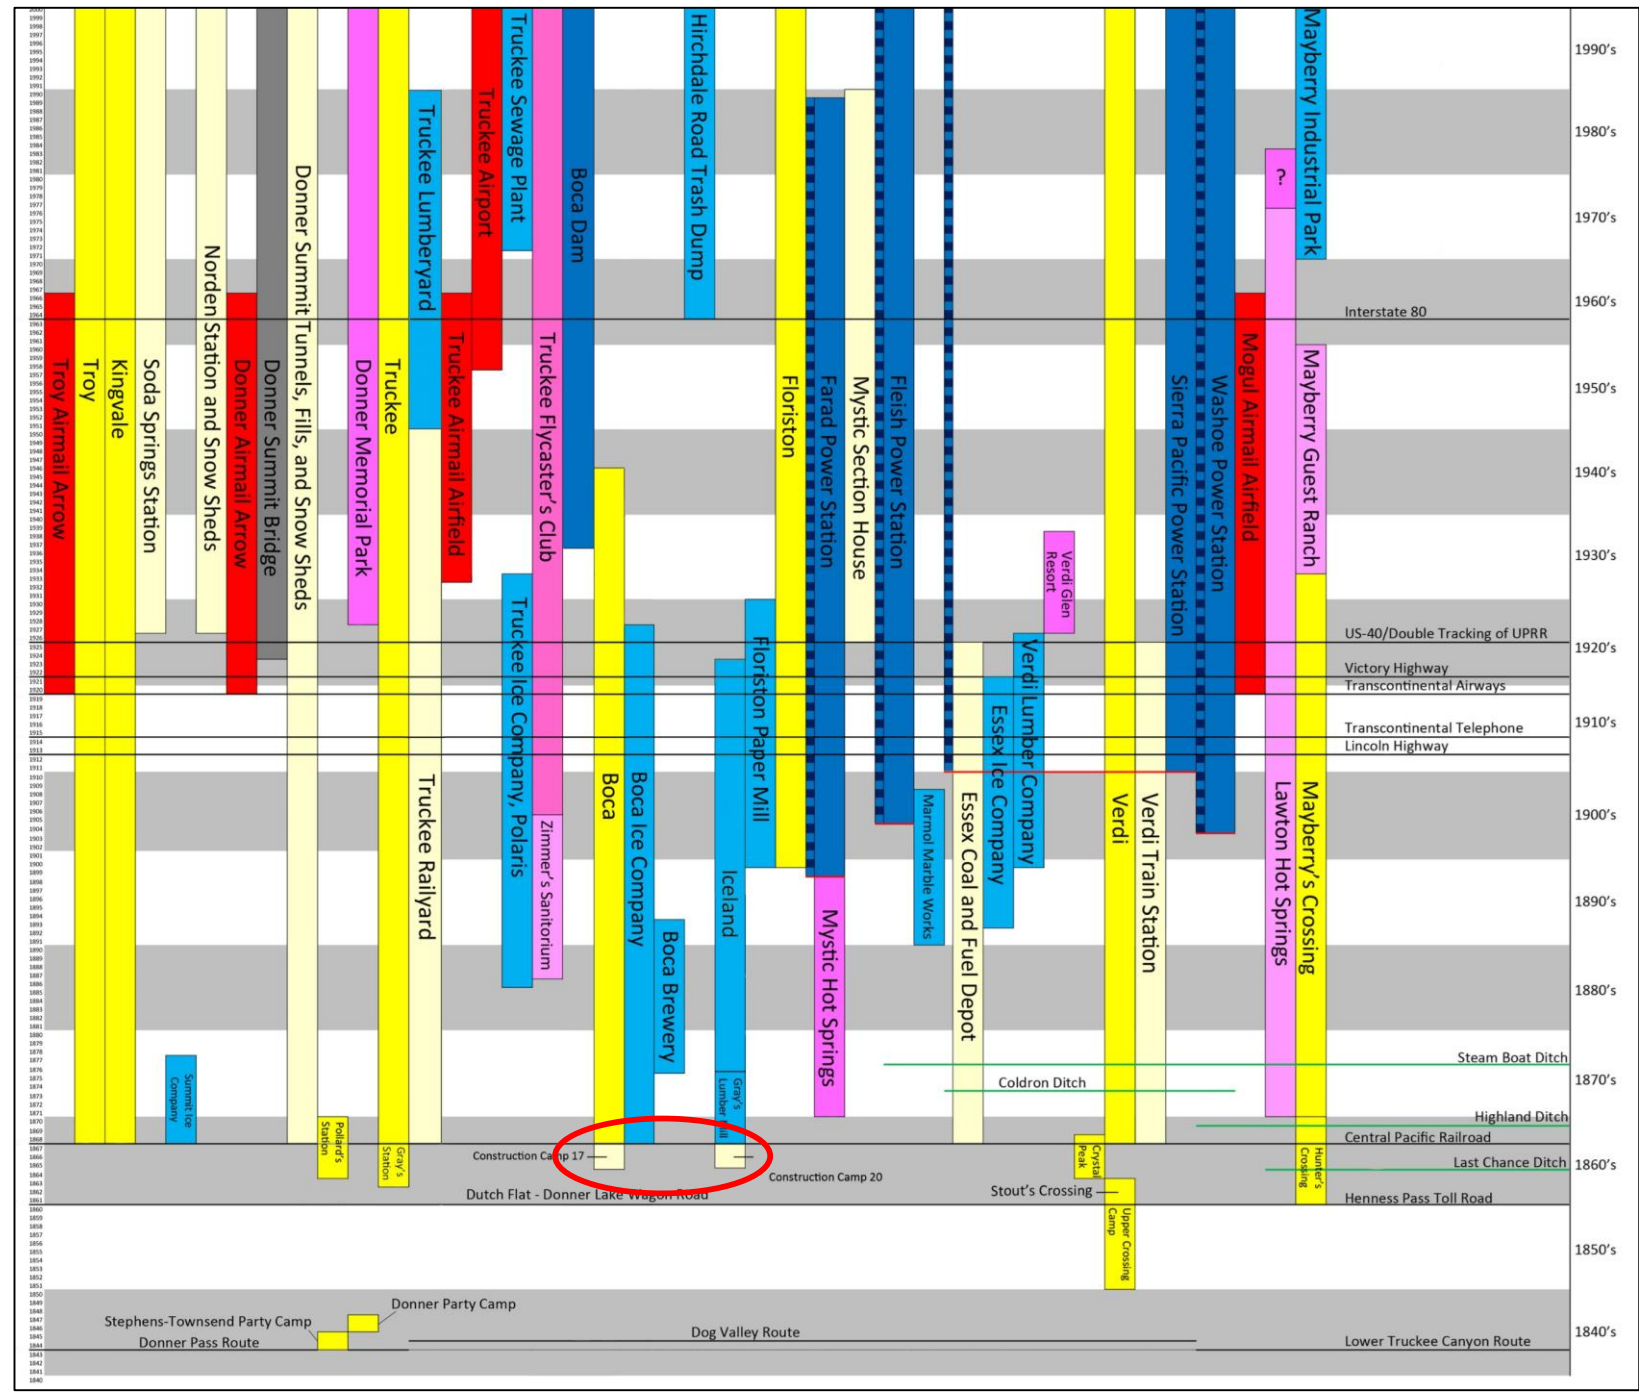 1990's
1980's
1970's
1960's
1950's
1940's
1930's
1920's
1910's
1900's
1890's
1880's
1870's
1860's
1850's
1840's
Troy Airmail Arrow
Troy
Kingvale
Soda Springs Station
Summit Ice
Company
Norden Station and Snow Sheds
Donner Airmail Arrow
Donner Summit Bridge
Donner Summit Tunnels, Fills, and Snow Sheds
Pollard's
Station
Donner Memorial Park
Truckee
Gray's
Station
Truckee Lumberyard
Truckee Railyard
Truckee Airmail Airfield
Truckee Airport
Truckee Sewage Plant
Truckee Ice Company, Polaris
Truckee Flycaster's Club
Zimmer's Sanitorium
Boca Dam
Boca
Boca Ice Company
Boca Brewery
Hirchdale Road Trash Dump
Iceland
Gray's
Lumber Mill
Floriston Paper Mill
Floriston
Farad Power Station
Mystic Hot Springs
Mystic Section House
Fleish Power Station
Marmol Marble Works
Essex Coal and Fuel Depot
Essex Ice Company
Verdi Lumber Company
Verdi Glen
Resort
Crystal
Peak
Verdi
Upper Crossing
Camp
Verdi Train Station
Sierra Pacific Power Station
Washoe Power Station
Mogul Airmail Airfield
?
Lawton Hot Springs
Mayberry Industrial Park
Mayberry Guest Ranch
Mayberry's Crossing
Hunter's
Crossing
Interstate 80
US-40/Double Tracking of UPRR
Victory Highway
Transcontinental Airways
Transcontinental Telephone
Lincoln Highway
Steam Boat Ditch
Coldron Ditch
Highland Ditch
Central Pacific Railroad
Construction Camp 17
Last Chance Ditch
Construction Camp 20
Stout's Crossing
Dutch Flat - Donner Lake Wagon Road
Henness Pass Toll Road
Donner Party Camp
Stephens-Townsend Party Camp
Dog Valley Route
Donner Pass Route
Lower Truckee Canyon Route